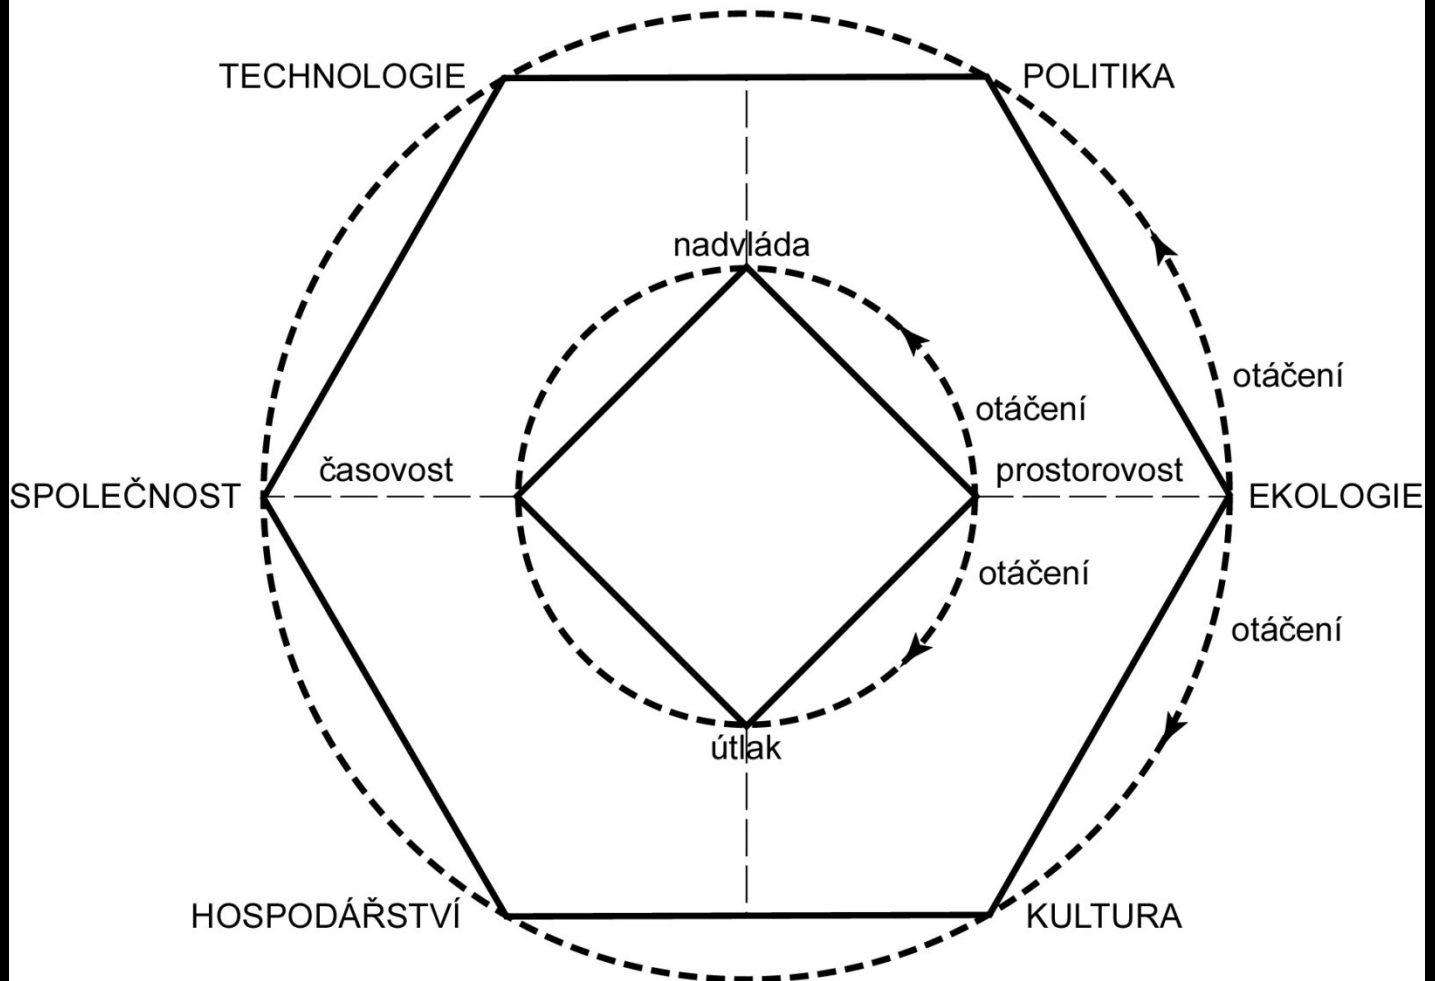 TECHNOLOGIE
POLITIKA
nadvláda
otáčení
otáčení
časovost
prostorovost
SPOLEČNOST
EKOLOGIE
otáčení
otáčení
útlak
HOSPODÁŘSTVÍ
KULTURA